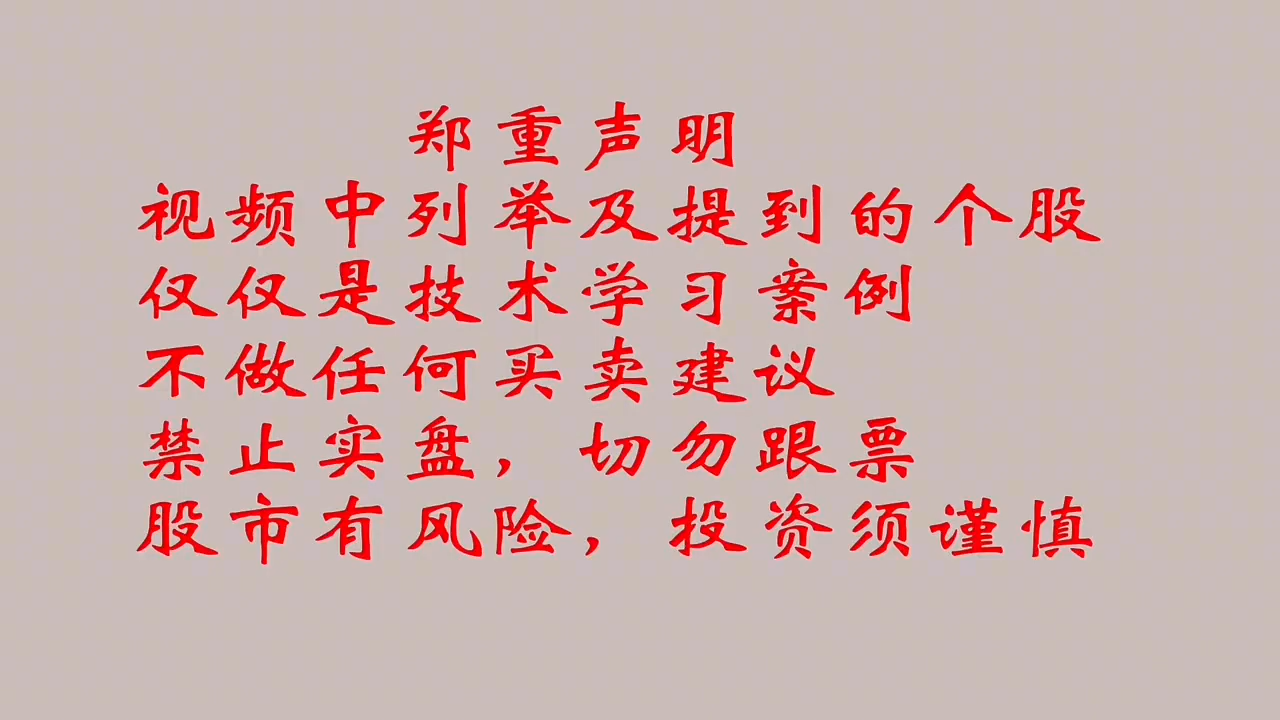 郑重声明
视频中列举及提到的个股
仅仅是技术学习案例
不做任何买卖建议
禁止实盘，切勿跟票
股市有风险，投资须谨慎